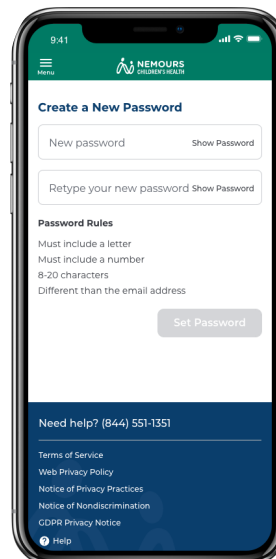 9:41
Menu
NEMOURS
CHILDREN'S HEALTH
Create a New Password
New password Show Password
Retype your new password Show Password
Password Rules
Must include a letter
Must include a number
8-20 characters
Different than the email address
Set Password
Need help? (844) 551-1351
Terms of Service
Web Privacy Policy
Notice of Privacy Practices
Notice of Nondiscrimination
GDPR Privacy Notice
? Help